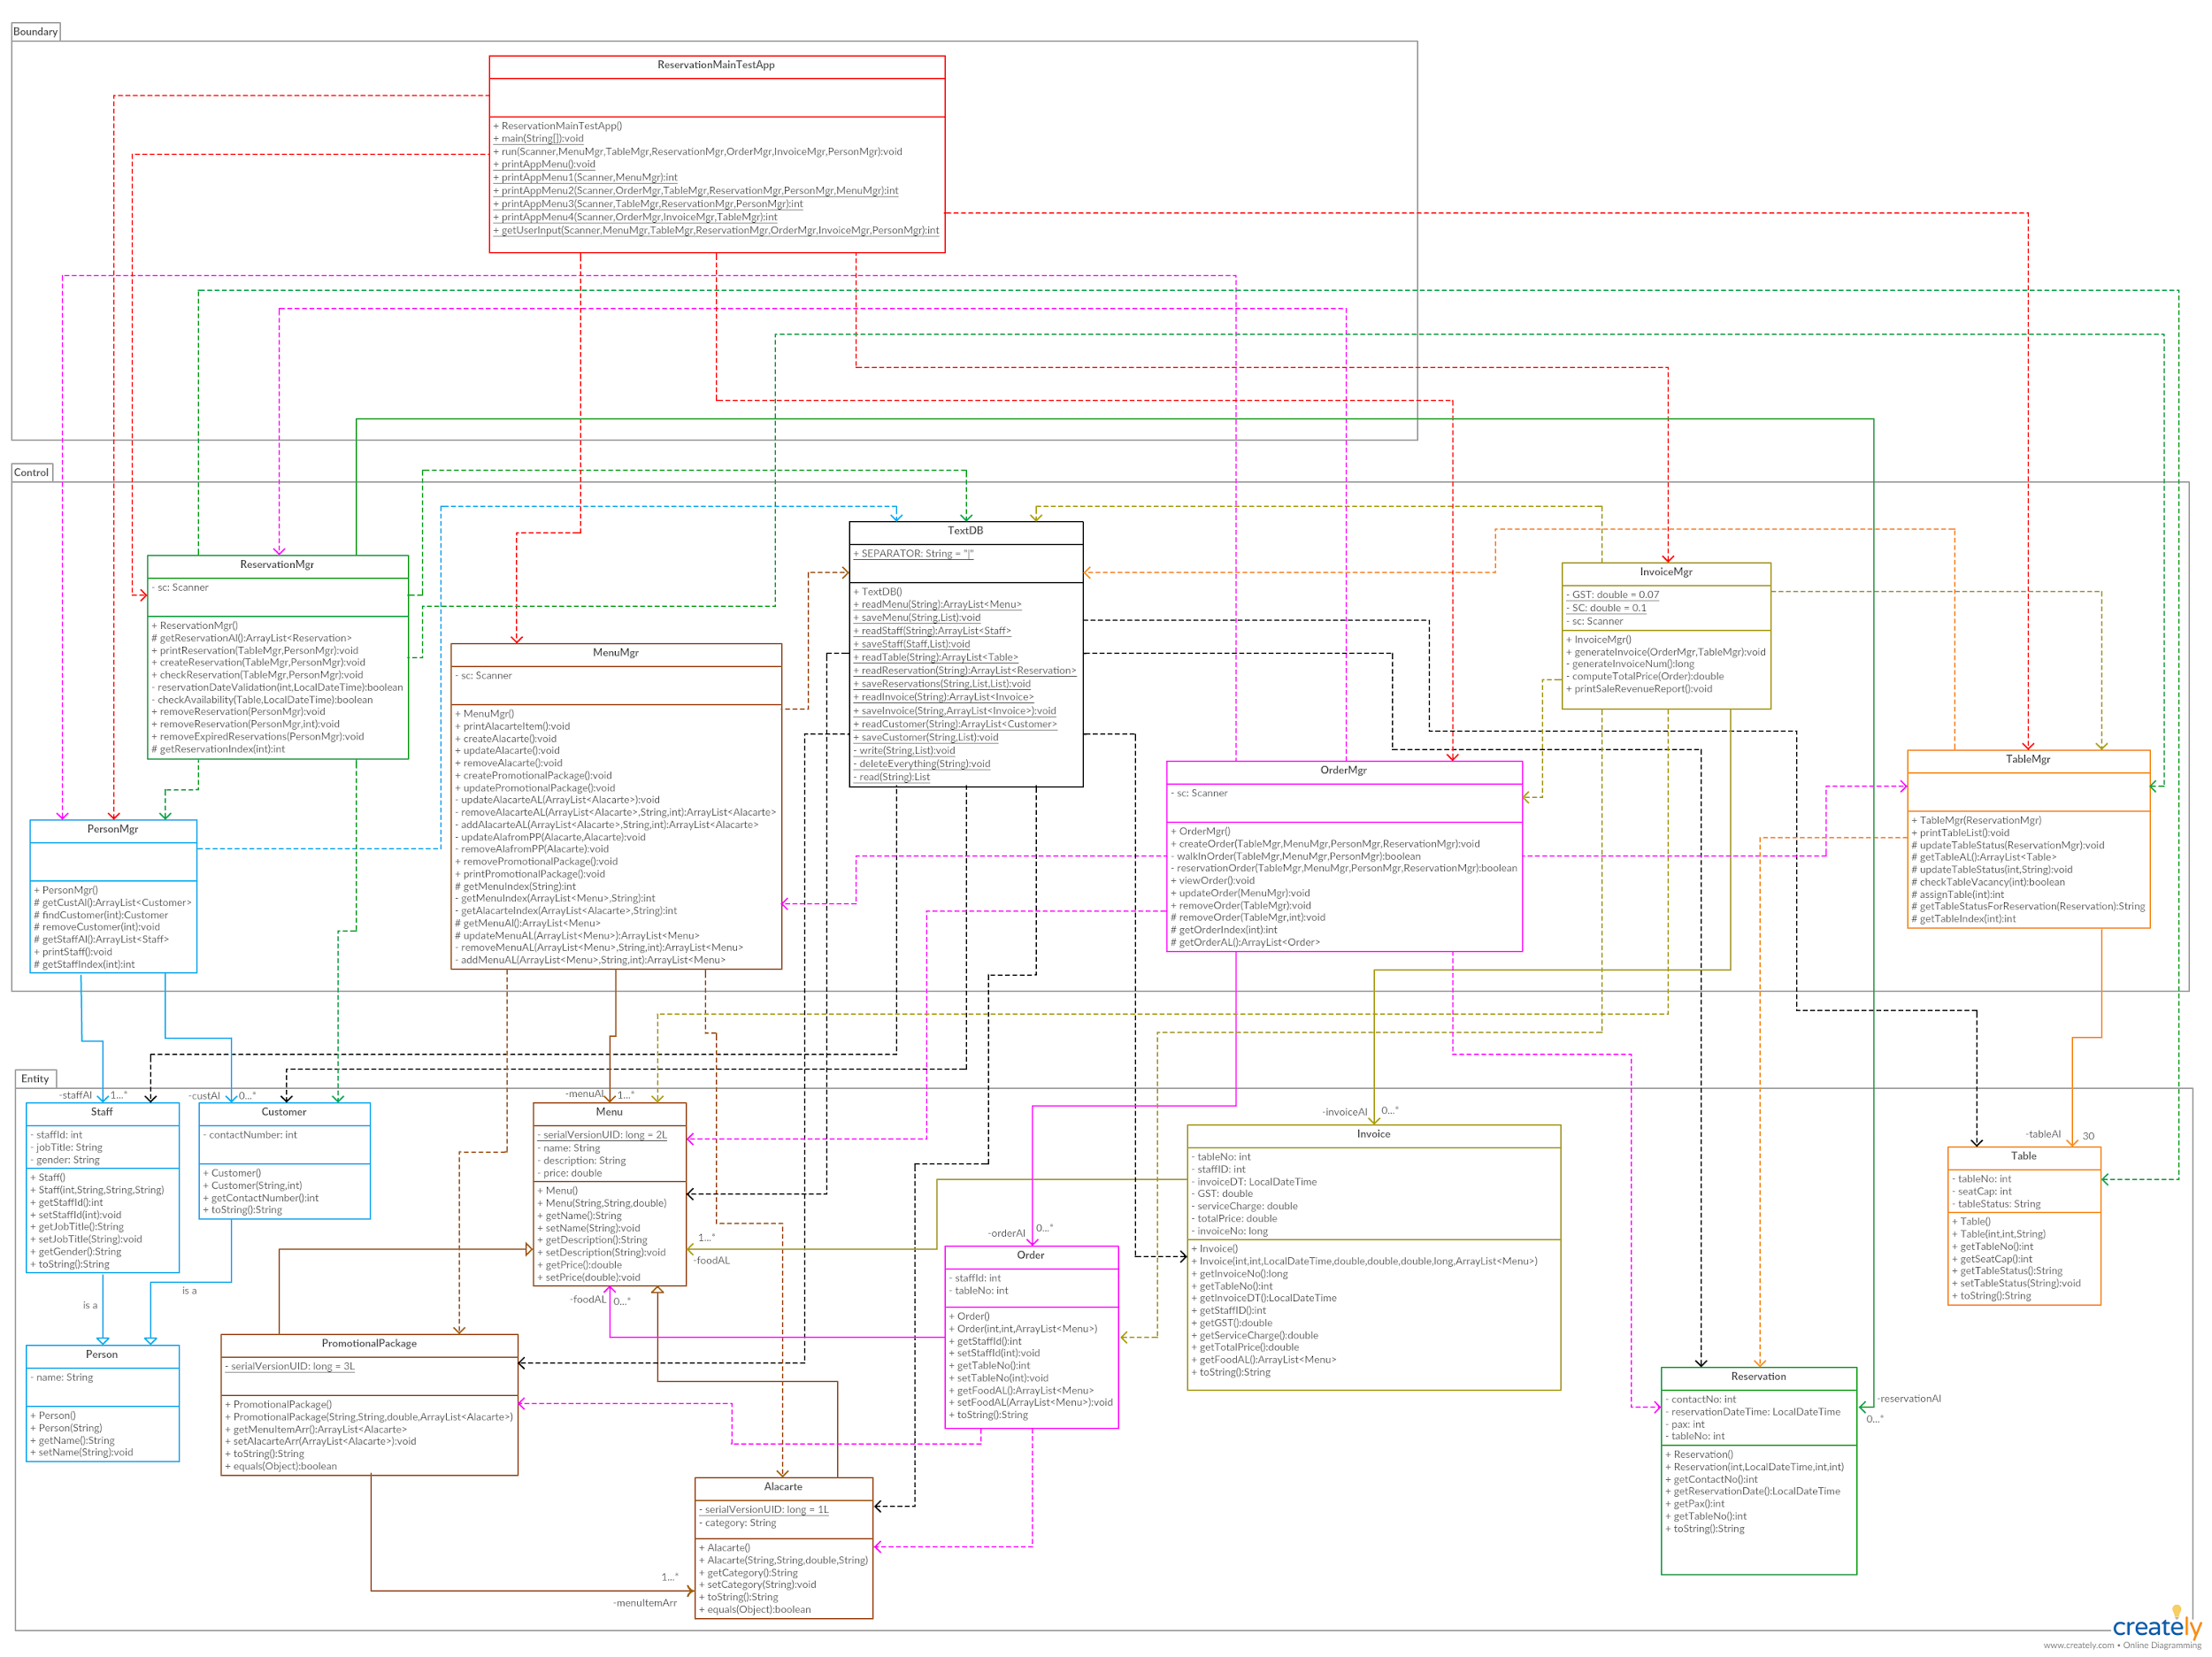 Boundary
ReservationMainTestApp
+ ReservationMainTestApp()
+ main(String[]):void
+ run(Scanner,MenuMgr,TableMgr,ReservationMgr,OrderMgr,InvoiceMgr,PersonMgr):void
+ printAppMenu():void
+ printAppMenu1(Scanner,MenuMgr):int
+ printAppMenu2(Scanner,OrderMgr,TableMgr,ReservationMgr,PersonMgr,MenuMgr):int
+ printAppMenu3(Scanner,TableMgr,ReservationMgr,PersonMgr):int
+ printAppMenu4(Scanner,OrderMgr,InvoiceMgr,TableMgr):int
+ getUserInput(Scanner,MenuMgr,TableMgr,ReservationMgr,OrderMgr,InvoiceMgr,PersonMgr):int
Control
ReservationMgr
- sc: Scanner
+ ReservationMgr()
# getReservationAl():ArrayList<Reservation>
+ printReservation(TableMgr,PersonMgr):void
+ createReservation(TableMgr,PersonMgr):void
+ checkReservation(TableMgr,PersonMgr):void
- reservationDateValidation(int,LocalDateTime):boolean
- checkAvailability(Table,LocalDateTime):boolean
+ removeReservation(PersonMgr):void
+ removeReservation(PersonMgr,int):void
+ removeExpiredReservations(PersonMgr):void
# getReservationIndex(int):int
TextDB
+ SEPARATOR: String = "|"
+ TextDB()
+ readMenu(String):ArrayList<Menu>
+ saveMenu(String,List):void
+ readStaff(String):ArrayList<Staff>
+ saveStaff(Staff,List):void
+ readTable(String):ArrayList<Table>
+ readReservation(String):ArrayList<Reservation>
+ saveReservations(String,List,List):void
+ readInvoice(String):ArrayList<Invoice>
+ saveInvoice(String,ArrayList<Invoice>):void
+ readCustomer(String):ArrayList<Customer>
+ saveCustomer(String,List):void
- write(String,List):void
- deleteEverything(String):void
- read(String):List
InvoiceMgr
- GST: double = 0.07
- SC: double = 0.1
- sc: Scanner
+ InvoiceMgr()
+ generateInvoice(OrderMgr,TableMgr):void
- generateInvoiceNum():long
- computeTotalPrice(Order):double
+ printSaleRevenueReport():void
MenuMgr
- sc: Scanner
+ MenuMgr()
+ printAlacarteItem():void
+ createAlacarte():void
+ updateAlacarte():void
+ removeAlacarte():void
+ createPromotionalPackage():void
+ updatePromotionalPackage():void
- updateAlacarteAL(ArrayList<Alacarte>):void
- removeAlacarteAL(ArrayList<Alacarte>,String,int):ArrayList<Alacarte>
- addAlacarteAL(ArrayList<Alacarte>,String,int):ArrayList<Alacarte>
- updateAlafromPP(Alacarte,Alacarte):void
- removeAlafromPP(Alacarte):void
+ removePromotionalPackage():void
+ printPromotionalPackage():void
# getMenuIndex(String):int
- getMenuIndex(ArrayList<Menu>,String):int
- getAlacarteIndex(ArrayList<Alacarte>,String):int
# getMenuAl():ArrayList<Menu>
# updateMenuAL(ArrayList<Menu>):ArrayList<Menu>
- removeMenuAL(ArrayList<Menu>,String,int):ArrayList<Menu>
- addMenuAL(ArrayList<Menu>,String,int):ArrayList<Menu>
OrderMgr
- sc: Scanner
+ OrderMgr()
+ createOrder(TableMgr,MenuMgr,PersonMgr,ReservationMgr):void
- walkInOrder(TableMgr,MenuMgr,PersonMgr):boolean
- reservationOrder(TableMgr,MenuMgr,PersonMgr,ReservationMgr):boolean
+ viewOrder():void
+ updateOrder(MenuMgr):void
+ removeOrder(TableMgr):void
# removeOrder(TableMgr,int):void
# getOrderIndex(int):int
# getOrderAL():ArrayList<Order>
TableMgr
+ TableMgr(ReservationMgr)
+ printTableList():void
# updateTableStatus(ReservationMgr):void
# getTableAL():ArrayList<Table>
# updateTableStatus(int,String):void
# checkTableVacancy(int):boolean
# assignTable(int):int
# getTableStatusForReservation(Reservation):String
# getTableIndex(int):int
PersonMgr
+ PersonMgr()
# getCustAl():ArrayList<Customer>
# findCustomer(int):Customer
# removeCustomer(int):void
# getStaffAl():ArrayList<Staff>
+ printStaff():void
# getStaffIndex(int):int
Entity
-staffAl
1...*
-custAl
0...*
-menuAL
1...*
-invoiceAl
0...*
-tableAl
30
Staff
- staffId: int
- jobTitle: String
- gender: String
+ Staff()
+ Staff(int,String,String,String)
+ getStaffId():int
+ setStaffId(int):void
+ getJobTitle():String
+ setJobTitle(String):void
+ getGender():String
+ toString():String
Customer
- contactNumber: int
+ Customer()
+ Customer(String,int)
+ getContactNumber():int
+ toString():String
Menu
- serialVersionUID: long = 2L
- name: String
- description: String
- price: double
+ Menu()
+ Menu(String,String,double)
+ getName():String
+ setName(String):void
+ getDescription():String
+ setDescription(String):void
+ getPrice():double
+ setPrice(double):void
1...*
-foodAL
-foodAL
0...*
-orderAl
0...*
Order
- staffId: int
- tableNo: int
+ Order()
+ Order(int,int,ArrayList<Menu>)
+ getStaffId():int
+ setStaffId(int):void
+ getTableNo():int
+ setTableNo(int):void
+ getFoodAL():ArrayList<Menu>
+ setFoodAL(ArrayList<Menu>):void
+ toString():String
Invoice
- tableNo: int
- staffID: int
- invoiceDT: LocalDateTime
- GST: double
- serviceCharge: double
- totalPrice: double
- invoiceNo: long
+ Invoice()
+ Invoice(int,int,LocalDateTime,double,double,double,long,ArrayList<Menu>)
+ getInvoiceNo():long
+ getTableNo():int
+ getInvoiceDT():LocalDateTime
+ getStaffID():int
+ getGST():double
+ getServiceCharge():double
+ getTotalPrice():double
+ getFoodAL():ArrayList<Menu>
+ toString():String
Table
- tableNo: int
- seatCap: int
- tableStatus: String
+ Table()
+ Table(int,int,String)
+ getTableNo():int
+ getSeatCap():int
+ getTableStatus():String
+ setTableStatus(String):void
+ toString():String
is a
is a
Person
- name: String
+ Person()
+ Person(String)
+ getName():String
+ setName(String):void
PromotionalPackage
- serialVersionUID: long = 3L
+ PromotionalPackage()
+ PromotionalPackage(String,String,double,ArrayList<Alacarte>)
+ getMenuItemArr():ArrayList<Alacarte>
+ setAlacarteArr(ArrayList<Alacarte>):void
+ toString():String
+ equals(Object):boolean
Reservation
- contactNo: int
- reservationDateTime: LocalDateTime
- pax: int
- tableNo: int
+ Reservation()
+ Reservation(int,LocalDateTime,int,int)
+ getContactNo():int
+ getReservationDate():LocalDateTime
+ getPax():int
+ getTableNo():int
+ toString():String
-reservationAl
0...*
Alacarte
- serialVersionUID: long = 1L
- category: String
+ Alacarte()
+ Alacarte(String,String,double,String)
+ getCategory():String
+ setCategory(String):void
+ toString():String
+ equals(Object):boolean
1...*
-menuItemArr
creately
www.creately.com • Online Diagramming